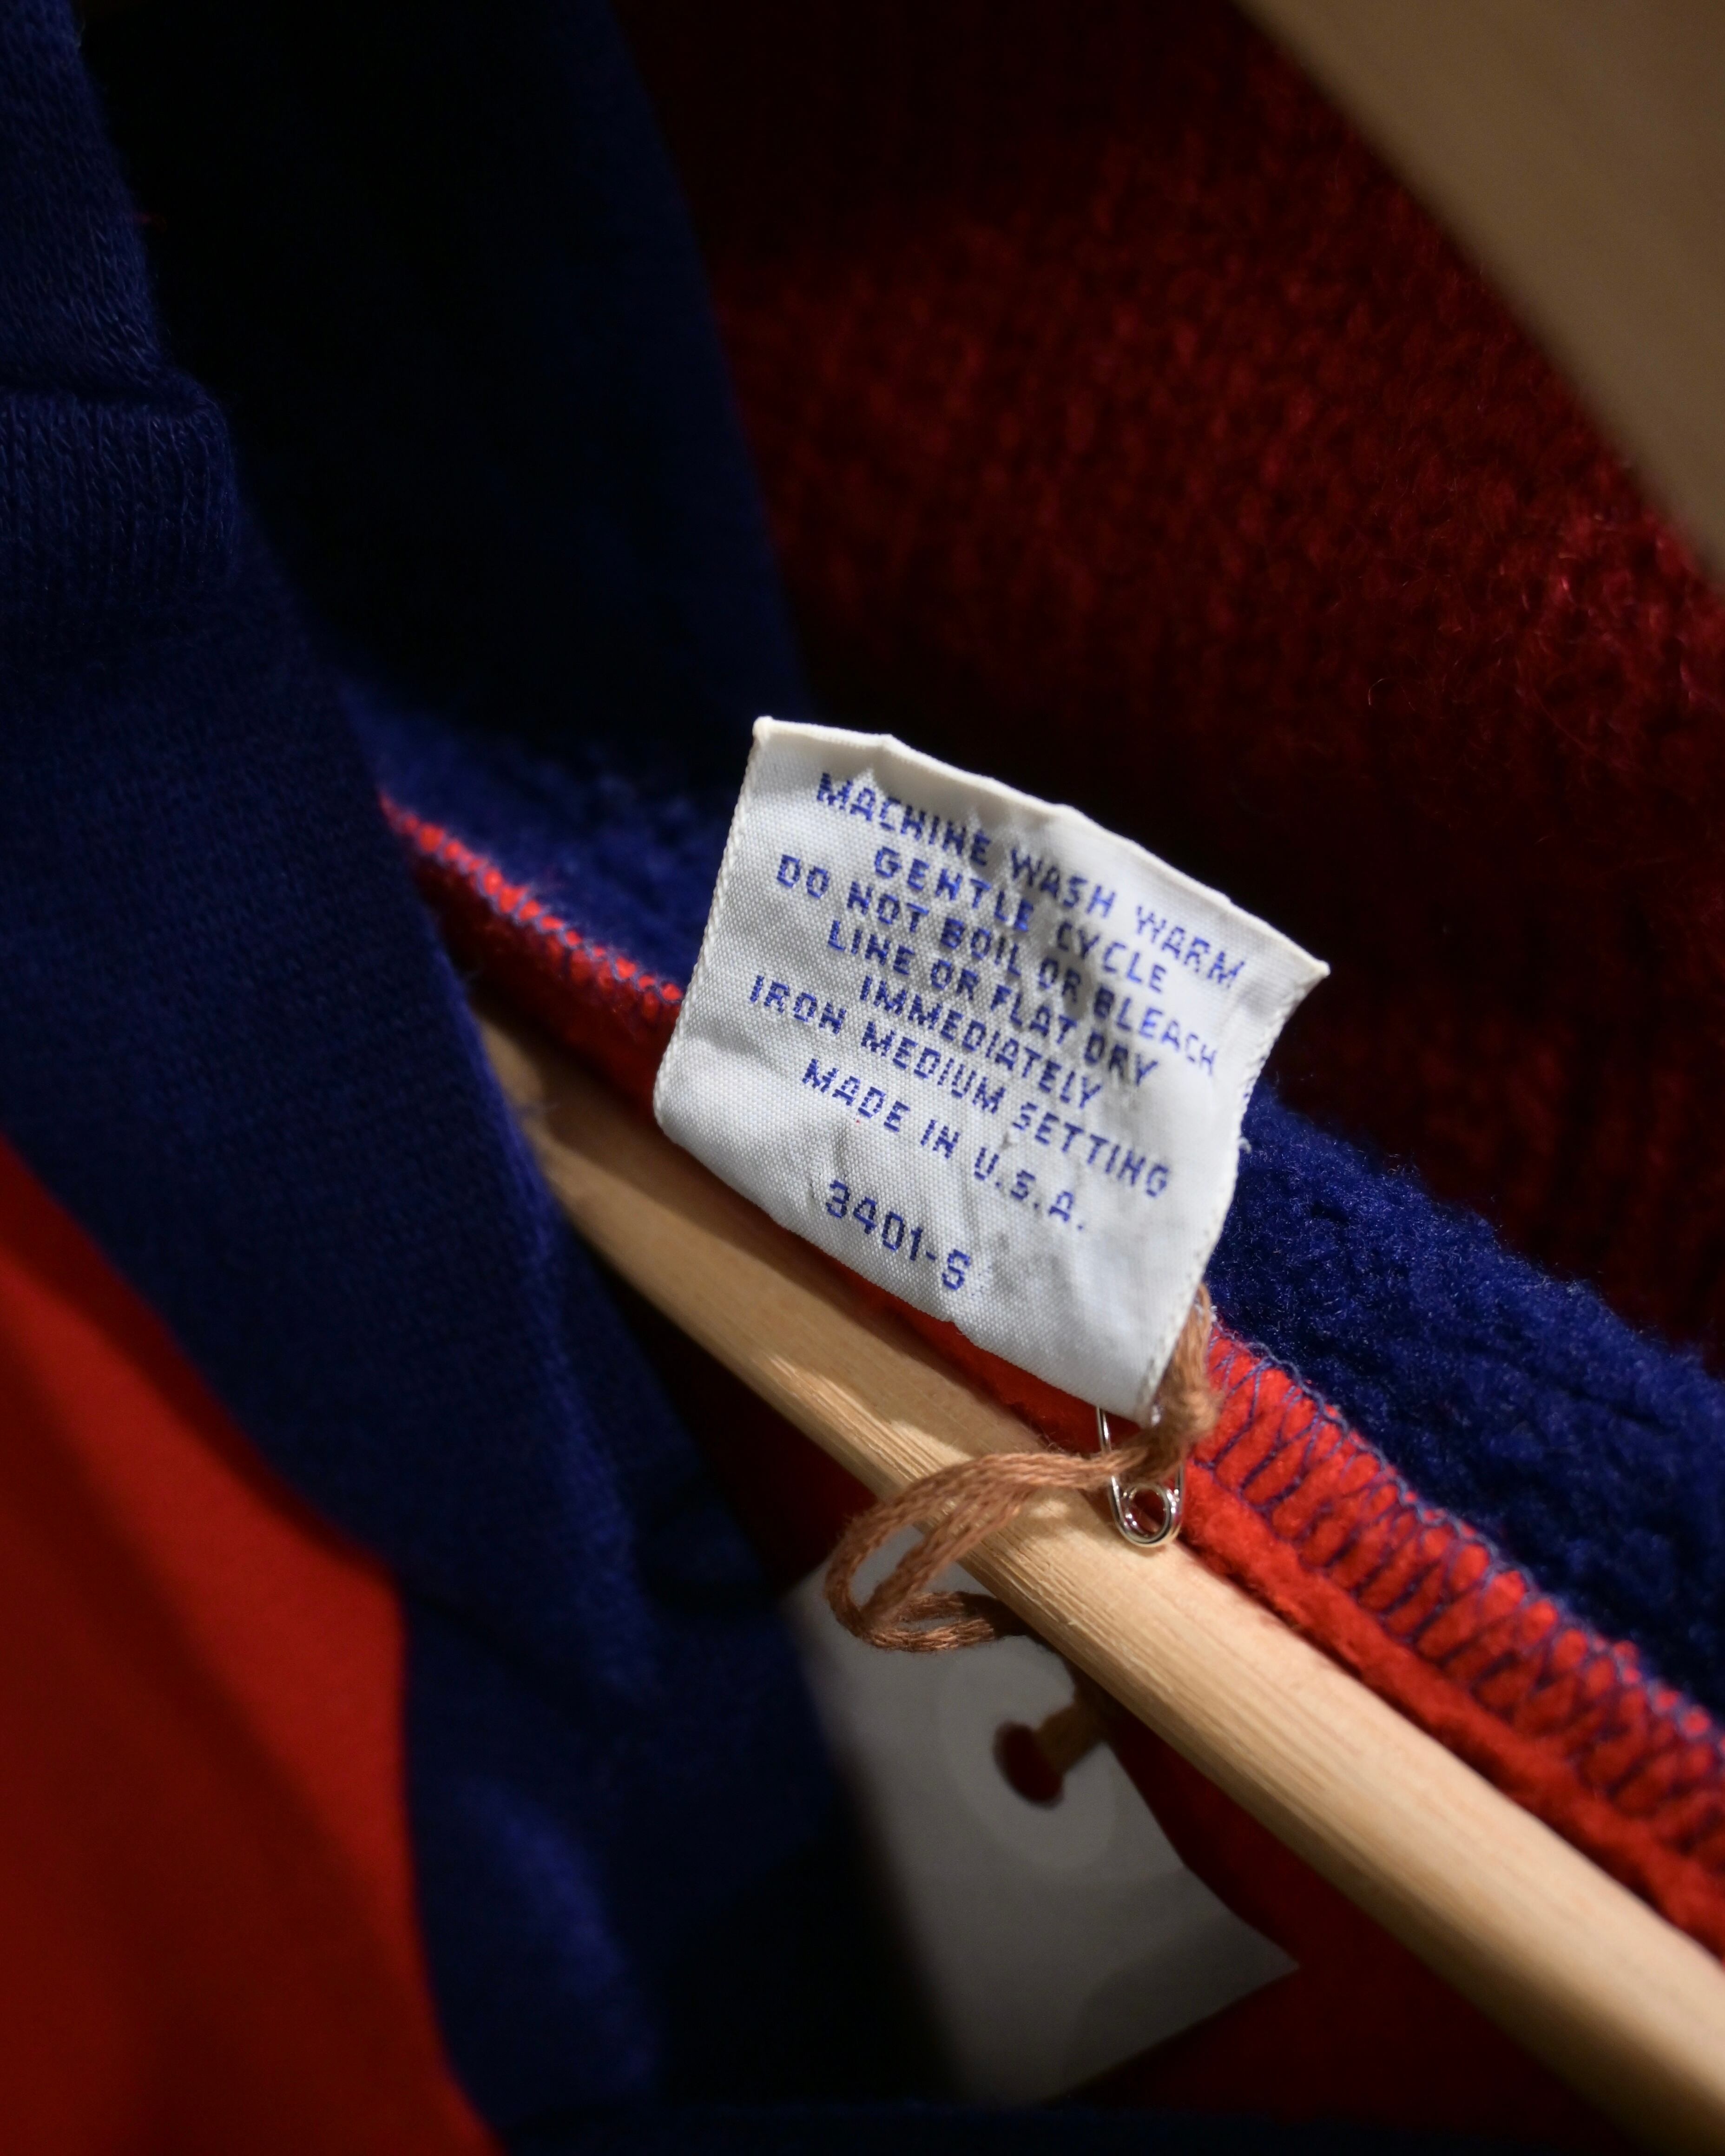 MACHINE WASH WARM
GENTLE CYCLE
DO NOT BOIL OR BLEACH
LINE OR FLAT DRY
IMMEDIATELY
IRON MEDIUM SETTING
MADE IN U.S.A.
3401-S